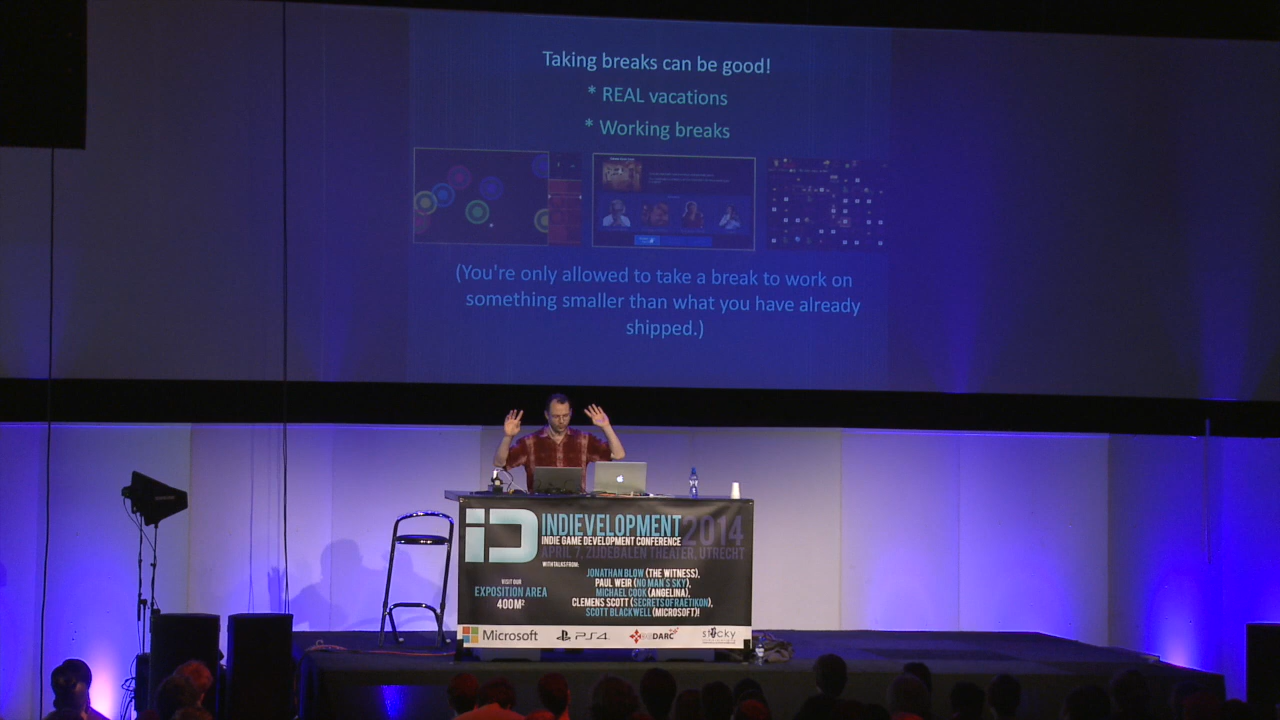 Taking breaks can be good!
* REAL vacations
* Working breaks
(You're only allowed to take a break to work on
something smaller than what you have already
shipped.)
iD INDIEVELOPMENT 2014
INDIE GAME DEVELOPMENT CONFERENCE
APRIL 7, ZIJDEBALEN THEATER, UTRECHT
WITH TALKS FROM:
JONATHAN BLOW (THE WITNESS),
PAUL WEIR (NO MAN'S SKY),
MICHAEL COOK (ANGELINA),
CLEMENS SCOTT (SECRETS OF RAETIKON),
SCOTT BLACKWELL (MICROSOFT)!
VISIT OUR
EXPOSITION AREA
400M²
Microsoft PS4 DARC